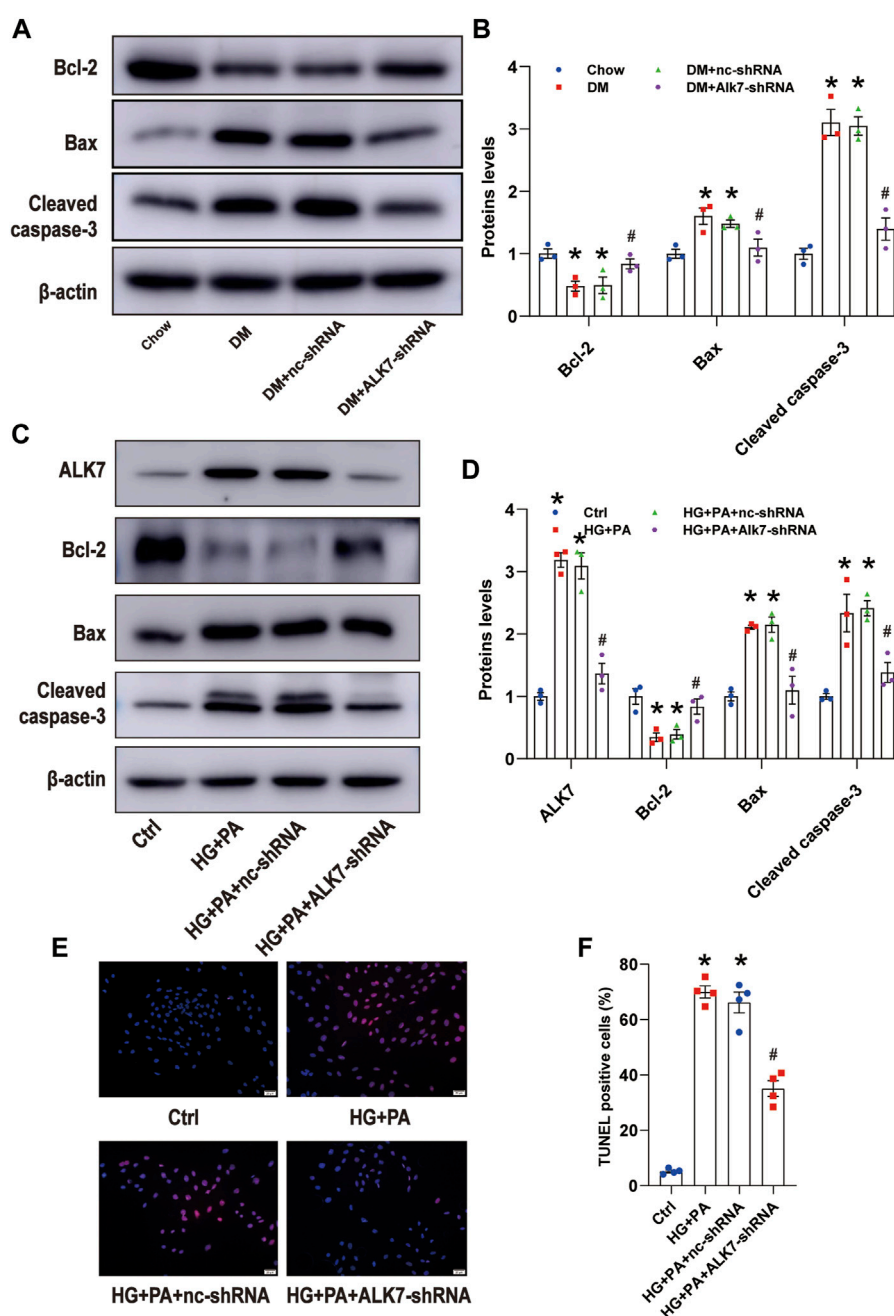 A
Bcl-2
Bax
Cleaved
caspase-3
β-actin
Chow
DM
DM+nc-shRNA
DM+ALK7-shRNA
B
Proteins levels
4
3
2
1
0
Chow
DM
DM+nc-shRNA
DM+Alk7-shRNA
* * #
* * #
* * #
Bcl-2
Bax
Cleaved caspase-3
C
ALK7
Bcl-2
Bax
Cleaved
caspase-3
β-actin
Ctrl
HG+PA
HG+PA+nc-shRNA
HG+PA+ALK7-shRNA
D
Proteins levels
4
3
2
1
0
Ctrl
HG+PA
HG+PA+nc-shRNA
HG+PA+Alk7-shRNA
* * #
* * #
* * #
* * #
ALK7
Bcl-2
Bax
Cleaved caspase-3
E
Ctrl
HG+PA
HG+PA+nc-shRNA
HG+PA+ALK7-shRNA
F
TUNEL positive cells (%)
80
60
40
20
0
* * #
Ctrl
HG+PA
HG+PA+nc-shRNA
HG+PA+ALK7-shRNA